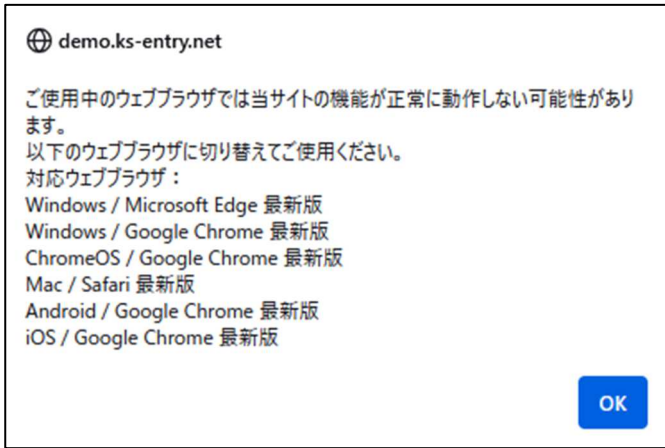 demo.ks-entry.net
ご使用中のウェブブラウザでは当サイトの機能が正常に動作しない可能性があり
ます。
以下のウェブブラウザに切り替えてご使用ください。
対応ウェブブラウザ：
Windows / Microsoft Edge 最新版
Windows / Google Chrome 最新版
ChromeOS / Google Chrome 最新版
Mac / Safari 最新版
Android / Google Chrome 最新版
iOS / Google Chrome 最新版
OK